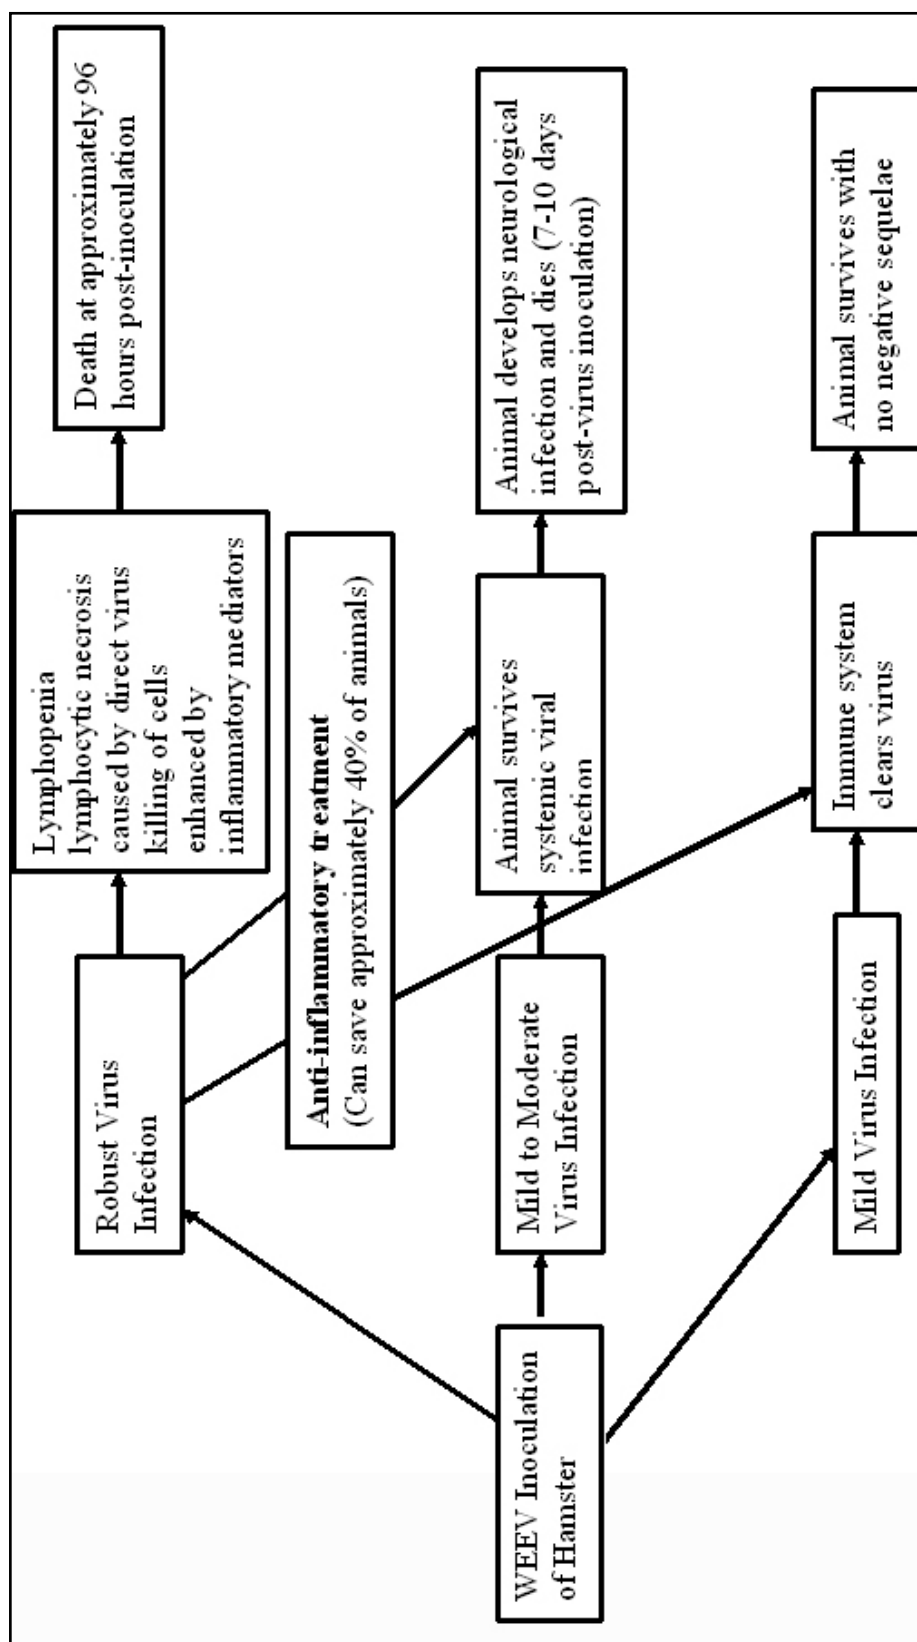 WEEV Inoculation
of Hamster
Robust Virus
Infection
Lymphopenia
lymphocytic necrosis
caused by direct virus
killing of cells
enhanced by
inflammatory mediators
Death at approximately 96
hours post-inoculation
Anti-inflammatory treatment
(Can save approximately 40% of animals)
Mild to Moderate
Virus Infection
Animal survives
systemic viral
infection
Animal develops neurological
infection and dies (7-10 days
post-virus inoculation)
Mild Virus Infection
Immune system
clears virus
Animal survives with
no negative sequelae